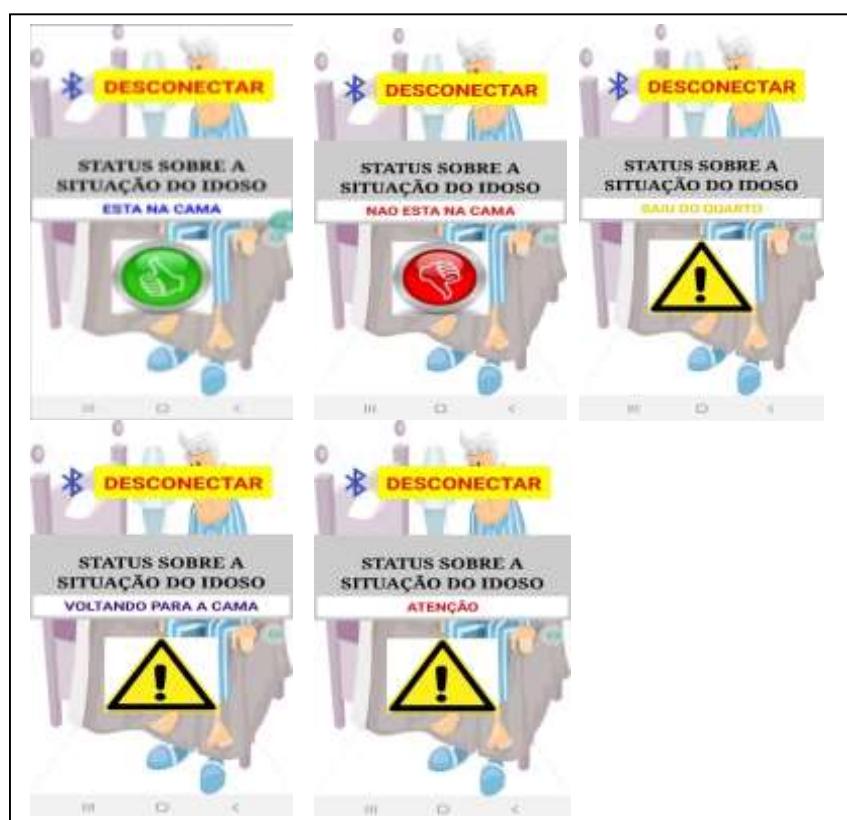 DESCONECTAR
STATUS SOBRE A
SITUAÇÃO DO IDOSO
ESTA NA CAMA
DESCONECTAR
STATUS SOBRE A
SITUAÇÃO DO IDOSO
NAO ESTA NA CAMA
DESCONECTAR
STATUS SOBRE A
SITUAÇÃO DO IDOSO
SAIU DO QUARTO
DESCONECTAR
STATUS SOBRE A
SITUAÇÃO DO IDOSO
VOLTANDO PARA A CAMA
DESCONECTAR
STATUS SOBRE A
SITUAÇÃO DO IDOSO
ATENÇÃO